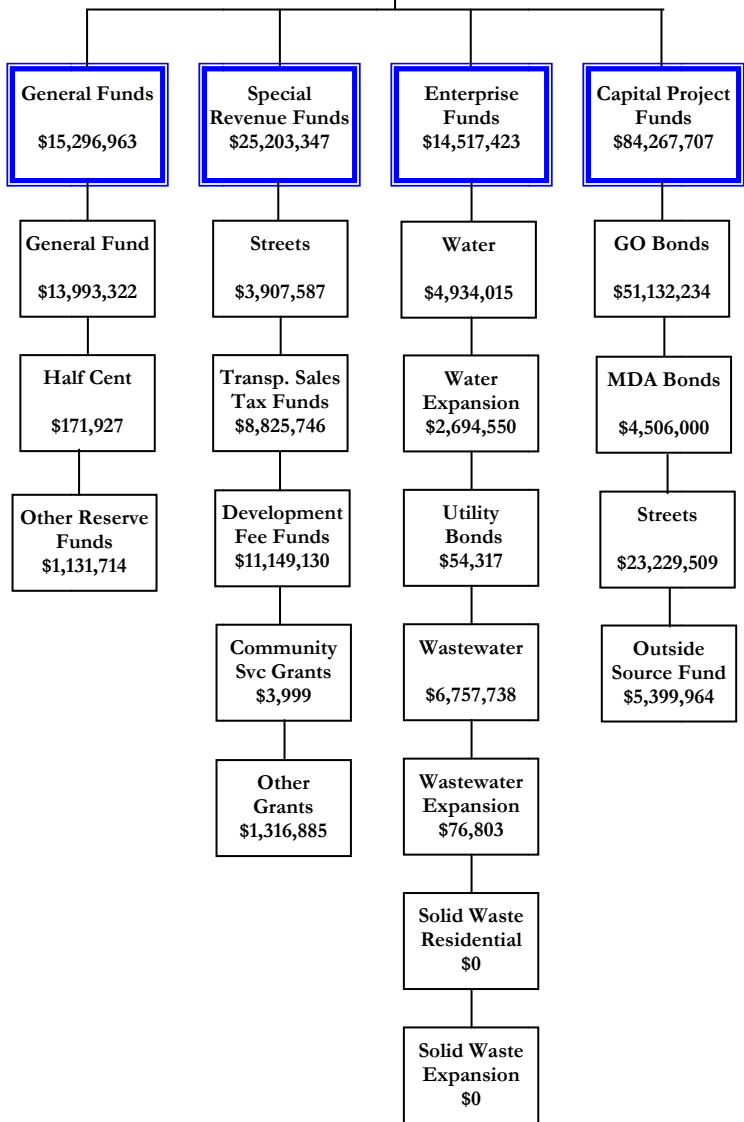 General Funds
$15,296,963
Special
Revenue Funds
$25,203,347
Enterprise
Funds
$14,517,423
Capital Project
Funds
$84,267,707
General Fund
$13,993,322
Half Cent
$171,927
Other Reserve
Funds
$1,131,714
Streets
$3,907,587
Transp. Sales
Tax Funds
$8,825,746
Development
Fee Funds
$11,149,130
Community
Svc Grants
$3,999
Other
Grants
$1,316,885
Water
$4,934,015
Water
Expansion
$2,694,550
Utility
Bonds
$54,317
Wastewater
$6,757,738
Wastewater
Expansion
$76,803
Solid Waste
Residential
$0
Solid Waste
Expansion
$0
GO Bonds
$51,132,234
MDA Bonds
$4,506,000
Streets
$23,229,509
Outside
Source Fund
$5,399,964